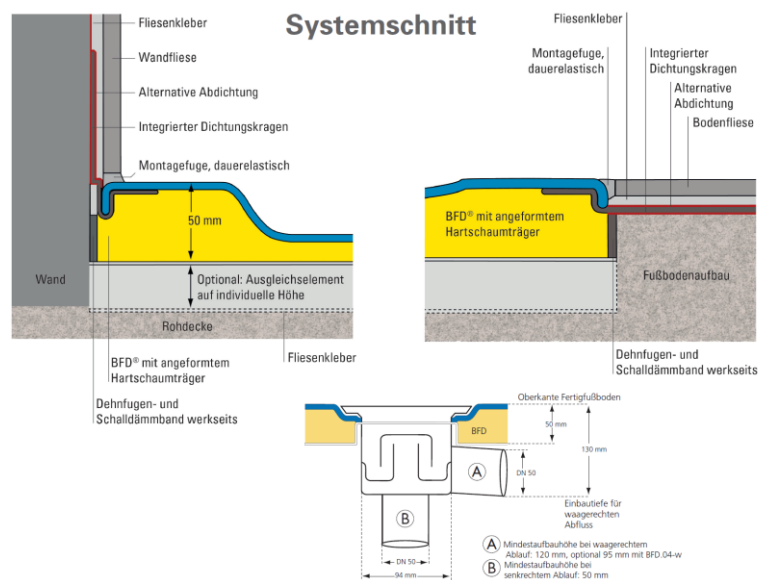 Systemschnitt
Fliesenkleber
Wandfliese
Alternative Abdichtung
Integrierter Dichtungskragen
Montagefuge, dauerelastisch
50 mm
Wand
Optional: Ausgleichselement
auf individuelle Höhe
Rohdecke
Fliesenkleber
BFD® mit angeformtem
Hartschaumträger
Dehnfugen- und
Schalldämmband werkseits
Fliesenkleber
Montagefuge,
dauerelastisch
Integrierter
Dichtungskragen
Alternative
Abdichtung
Bodenfliese
BFD® mit angeformtem
Hartschaumträger
Fußbodenaufbau
Dehnfugen- und
Schalldämmband werkseits
Oberkante Fertigfußboden
BFD
50 mm
130 mm
DN 50
A
B
Einbautiefe für
waagerechten
Abfluss
DN 50
94 mm
A Mindestaufbauhöhe bei waagerechtem
Ablauf: 120 mm, optional 95 mm mit BFD.04-w
B Mindestaufbauhöhe bei
senkrechtem Ablauf: 50 mm